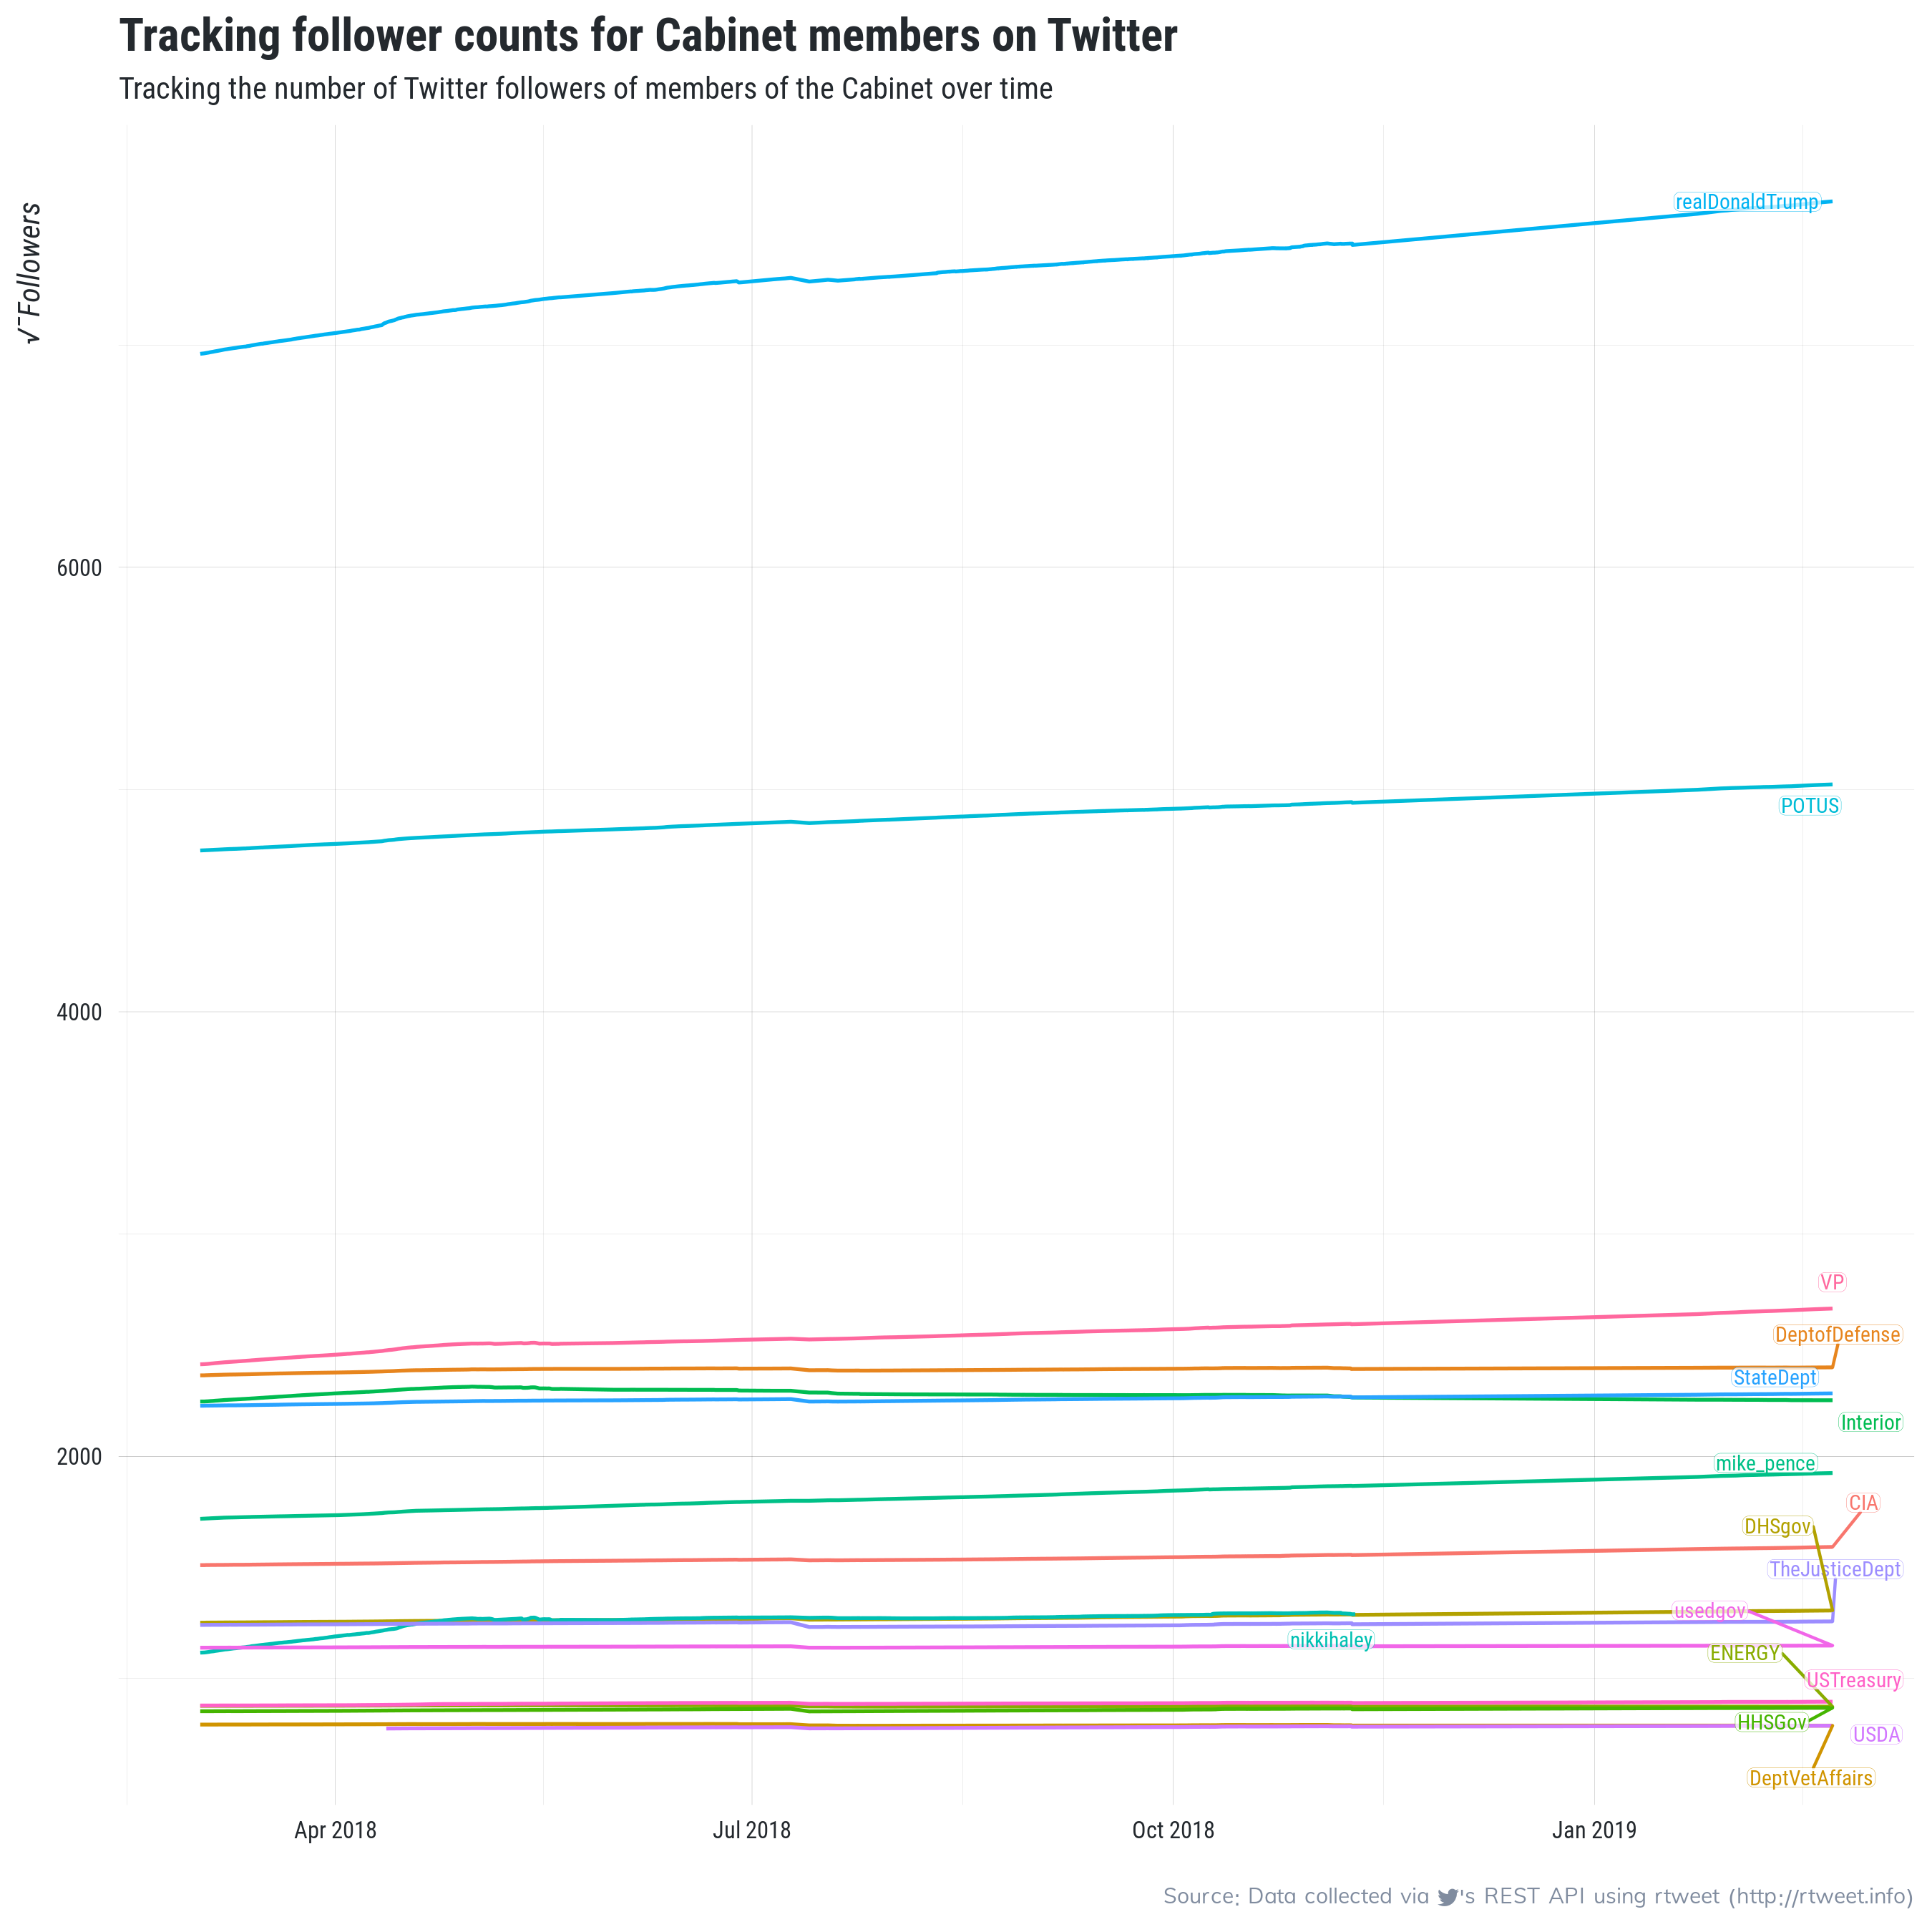 Tracking follower counts for Cabinet members on Twitter
Tracking the number of Twitter followers of members of the Cabinet over time
√‾Followers
realDonaldTrump
6000
POTUS
4000
VP
DeptofDefense
StateDept
Interior
2000
mike_pence
CIA
DHSgov
TheJusticeDept
usedgov
nikkihaley
ENERGY
USTreasury
HHSGov
USDA
DeptVetAffairs
Apr 2018 Jul 2018 Oct 2018 Jan 2019
Source: Data collected via 's REST API using rtweet (http://rtweet.info)